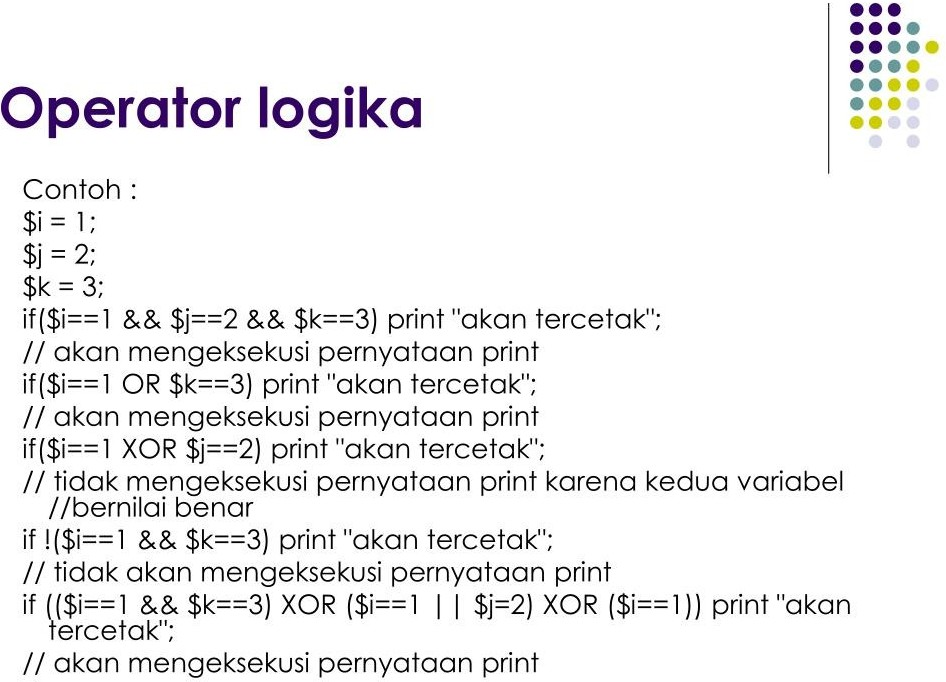 Operator logika
Contoh :
$i = 1;
$j = 2;
$k = 3;
if($i==1 && $j==2 && $k==3) print "akan tercetak";
// akan mengeksekusi pernyataan print
if($i==1 OR $k==3) print "akan tercetak";
// akan mengeksekusi pernyataan print
if($i==1 XOR $j==2) print "akan tercetak";
// tidak mengeksekusi pernyataan print karena kedua variabel
//bernilai benar
if !($i==1 && $k==3) print "akan tercetak";
// tidak akan mengeksekusi pernyataan print
if (($i==1 && $k==3) XOR ($i==1 || $j=2) XOR ($i==1)) print "akan
tercetak";
// akan mengeksekusi pernyataan print